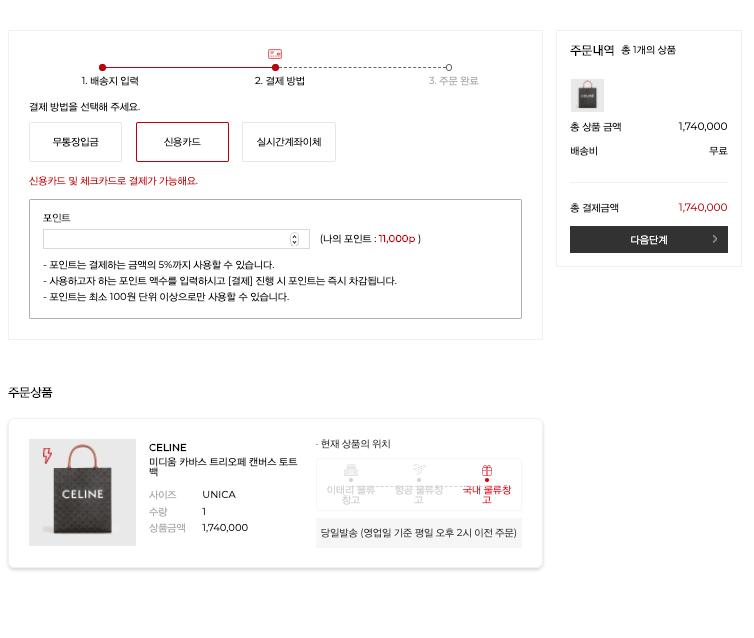 1. 배송지 입력
2. 결제 방법
3. 주문 완료
결제 방법을 선택해 주세요.
무통장입금
신용카드
실시간계좌이체
신용카드 및 체크카드로 결제가 가능해요.
포인트
(나의 포인트 : 11,000p )
- 포인트는 결제하는 금액의 5%까지 사용할 수 있습니다.
- 사용하고자 하는 포인트 액수를 입력하시고 [결제] 진행 시 포인트는 즉시 차감됩니다.
- 포인트는 최소 100원 단위 이상으로만 사용할 수 있습니다.
주문내역 총 1개의 상품
CELINE
총 상품 금액 1,740,000
배송비 무료
총 결제금액 1,740,000
다음단계
주문상품
CELINE
CELINE
미디움 카바스 트리오페 캔버스 토트
백
사이즈 UNICA
수량 1
상품금액 1,740,000
· 현재 상품의 위치
이태리 물류
창고
항공 물류창
고
국내 물류창
고
당일발송 (영업일 기준 평일 오후 2시 이전 주문)